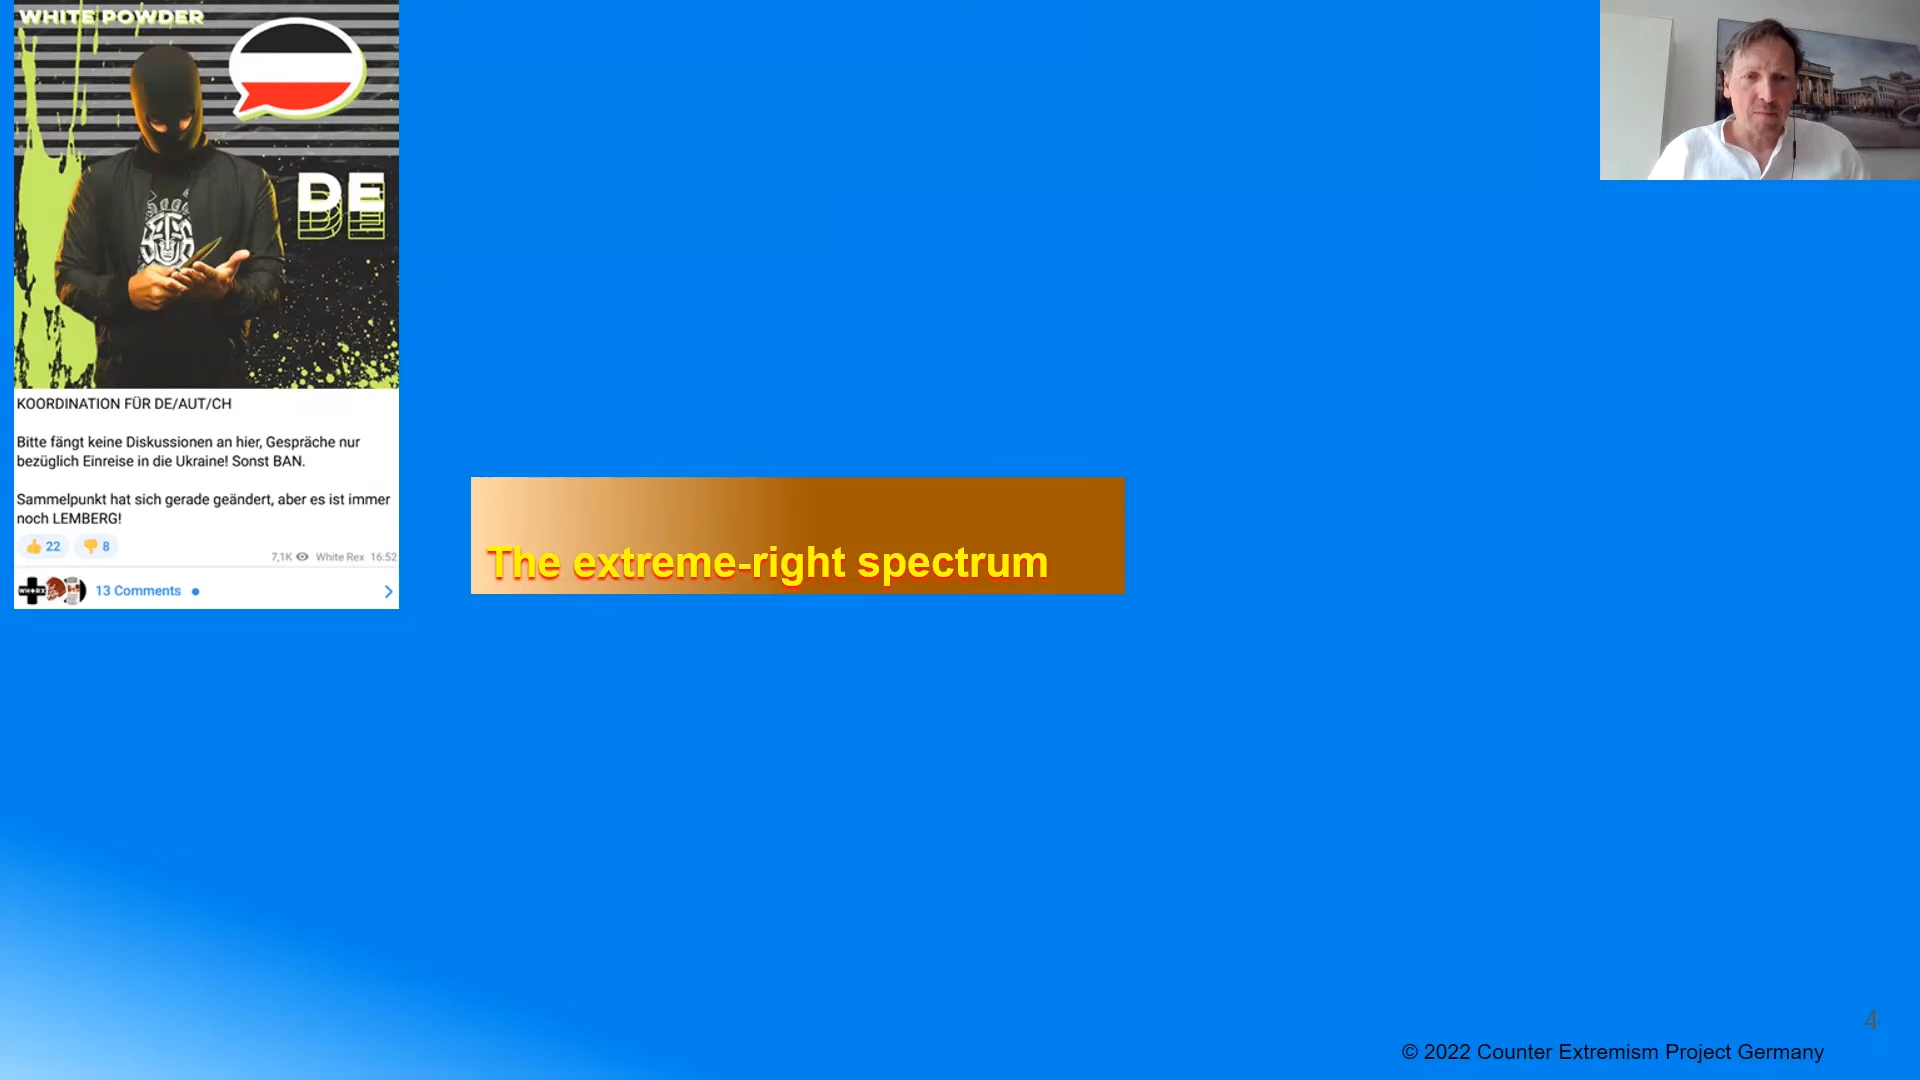 WHITE POWDER
DE
KOORDINATION FÜR DE/AUT/CH
Bitte fängt keine Diskussionen an hier, Gespräche nur
bezüglich Einreise in die Ukraine! Sonst BAN.
Sammelpunkt hat sich gerade geändert, aber es ist immer
noch LEMBERG!
22 8
7,1K White Rex 16:52
13 Comments
The extreme-right spectrum
4
© 2022 Counter Extremism Project Germany